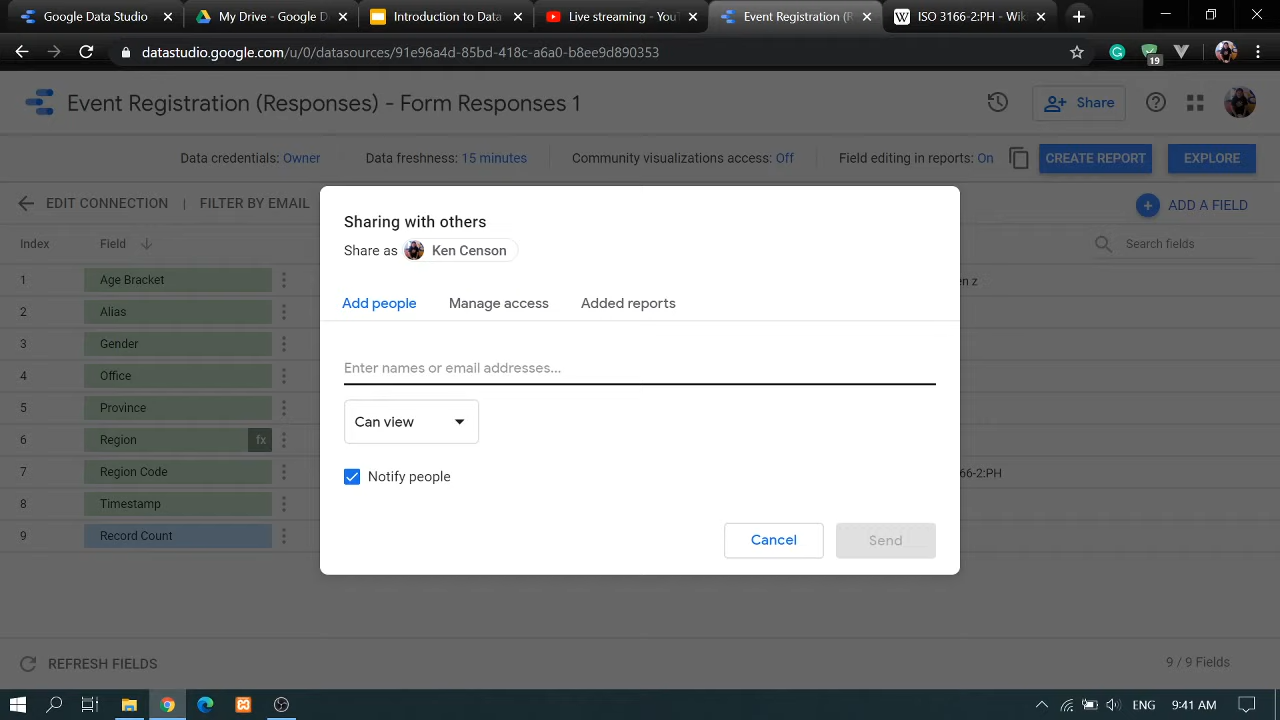 Google Data Studio
My Drive - Google D
Introduction to Data
Live streaming - You
Event Registration (R
ISO 3166-2:PH - Wik
datastudio.google.com/u/0/datasources/91e96a4d-85bd-418c-a6a0-b8ee9d890353
19
Event Registration (Responses) - Form Responses 1
Share
Data credentials: Owner
Data freshness: 15 minutes
Community visualizations access: Off
Field editing in reports: On
CREATE REPORT
EXPLORE
EDIT CONNECTION | FILTER BY EMAIL
ADD A FIELD
Index
Field
Search fields
1 Age Bracket
en z
2 Alias
3 Gender
4 Office
5 Province
6 Region fx
7 Region Code
66-2:PH
8 Timestamp
9 Record Count
Sharing with others
Share as Ken Censon
Add people
Manage access
Added reports
Enter names or email addresses...
Can view
Notify people
Cancel
Send
REFRESH FIELDS
9 / 9 Fields
ENG
9:41 AM